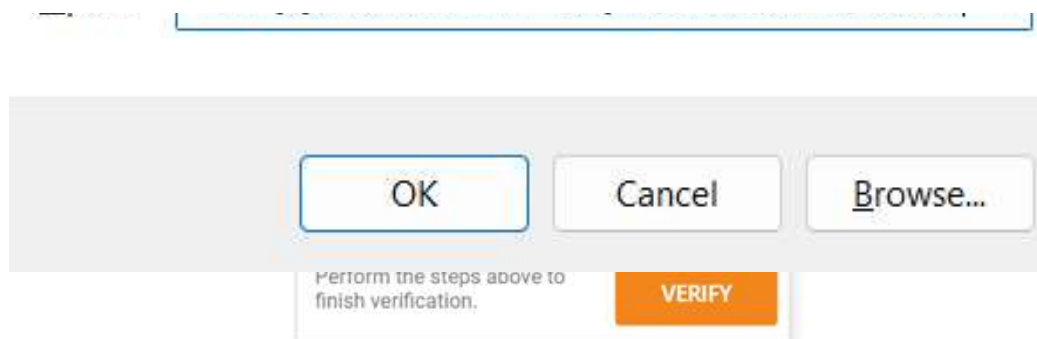 OK
Cancel
Browse...
Perform the steps above to
finish verification.
VERIFY